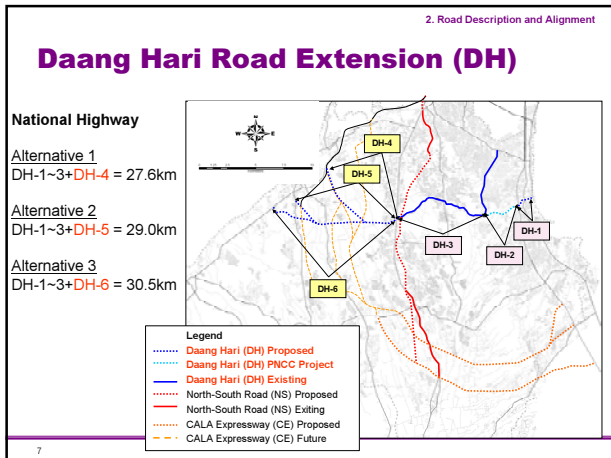 2. Road Description and Alignment
Daang Hari Road Extension (DH)
National Highway
Alternative 1
DH-1~3+DH-4 = 27.6km
Alternative 2
DH-1~3+DH-5 = 29.0km
Alternative 3
DH-1~3+DH-6 = 30.5km
N
W E
S
DH-4
DH-5
DH-1
DH-3
DH-2
DH-6
Legend
Daang Hari (DH) Proposed
Daang Hari (DH) PNCC Project
Daang Hari (DH) Existing
North-South Road (NS) Proposed
North-South Road (NS) Exiting
CALA Expressway (CE) Proposed
CALA Expressway (CE) Future
7